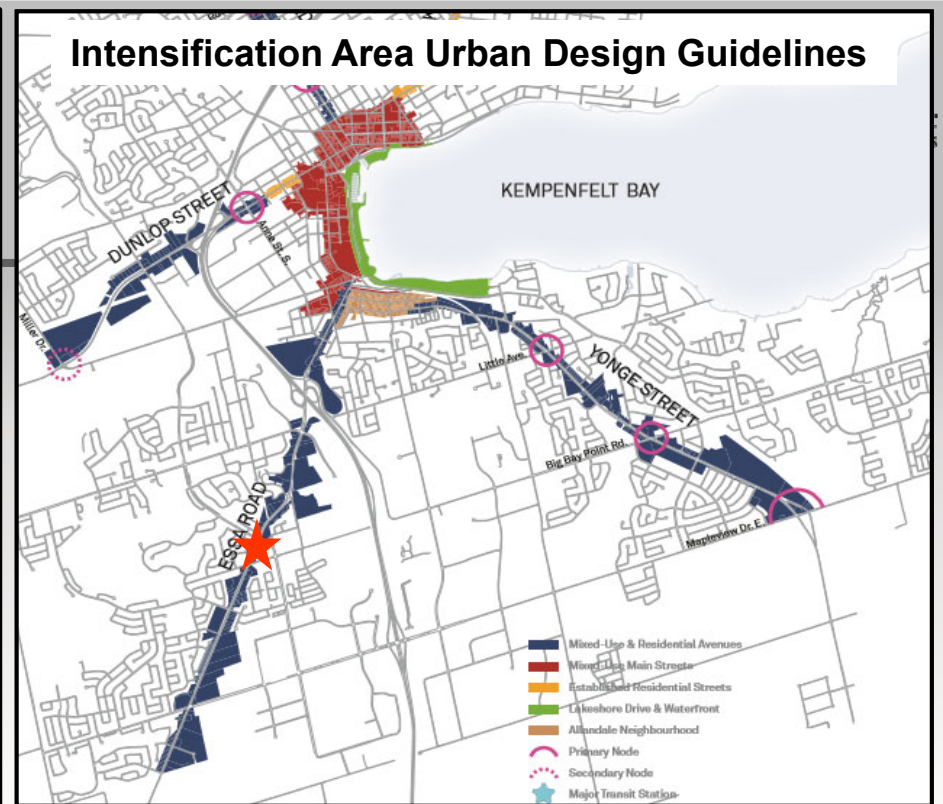 Intensification Area Urban Design Guidelines
KEMPENFELT BAY
DUNLOP STREET
Anne St. S.
Miller Dr.
Little Ave.
YONGE STREET
Big Bay Point Rd.
ESSA ROAD
Mapleview Dr. E.
Mixed-Use & Residential Avenues
Mixed-Use Main Streets
Established Residential Streets
Lakeshore Drive & Waterfront
Allandale Neighbourhood
Primary Node
Secondary Node
Major Transit Station